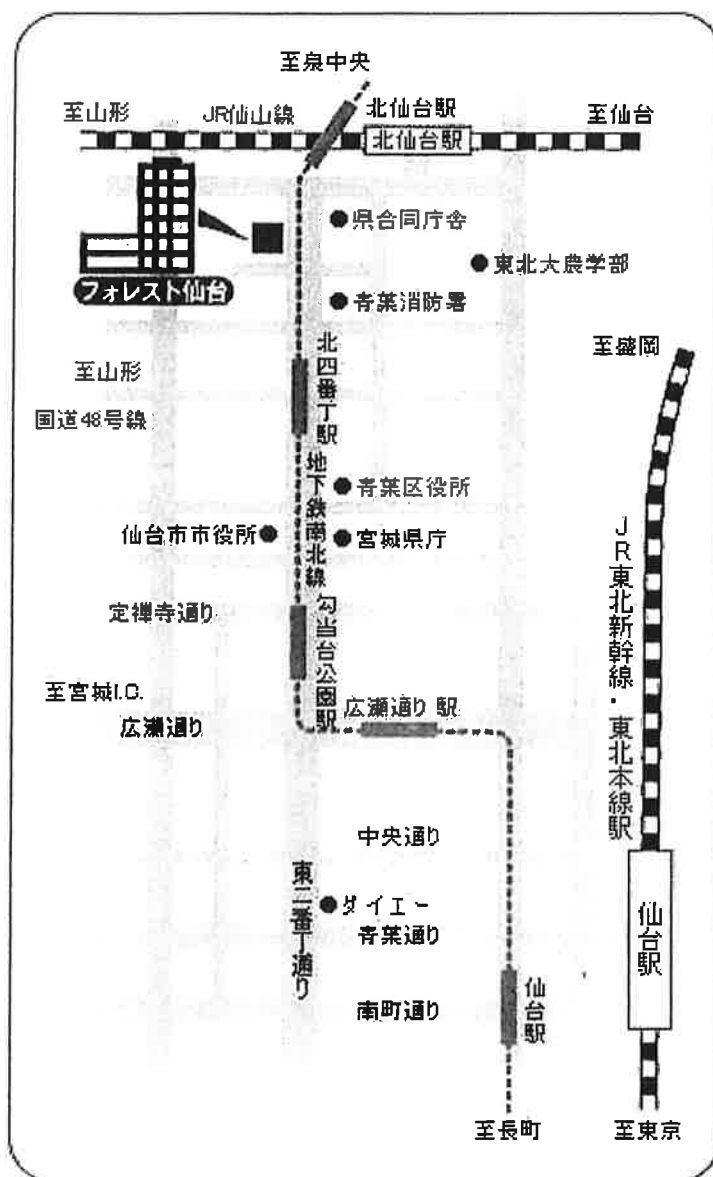 至泉中央
至山形
JR仙山線
北仙台駅
至仙台
北仙台駅
県合同庁舎
東北大農学部
フォレスト仙台
青葉消防署
至盛岡
北四番丁駅
至山形
国道48号線
地下鉄南北線
青葉区役所
仙台市市役所
宮城県庁
JR東北新幹線・東北本線駅
定禅寺通り
勾当台公園駅
至宮城I.C.
広瀬通り駅
広瀬通り
中央通り
東二番丁通り
ダイエー
青葉通り
仙台駅
南町通り
仙台駅
至長町
至東京